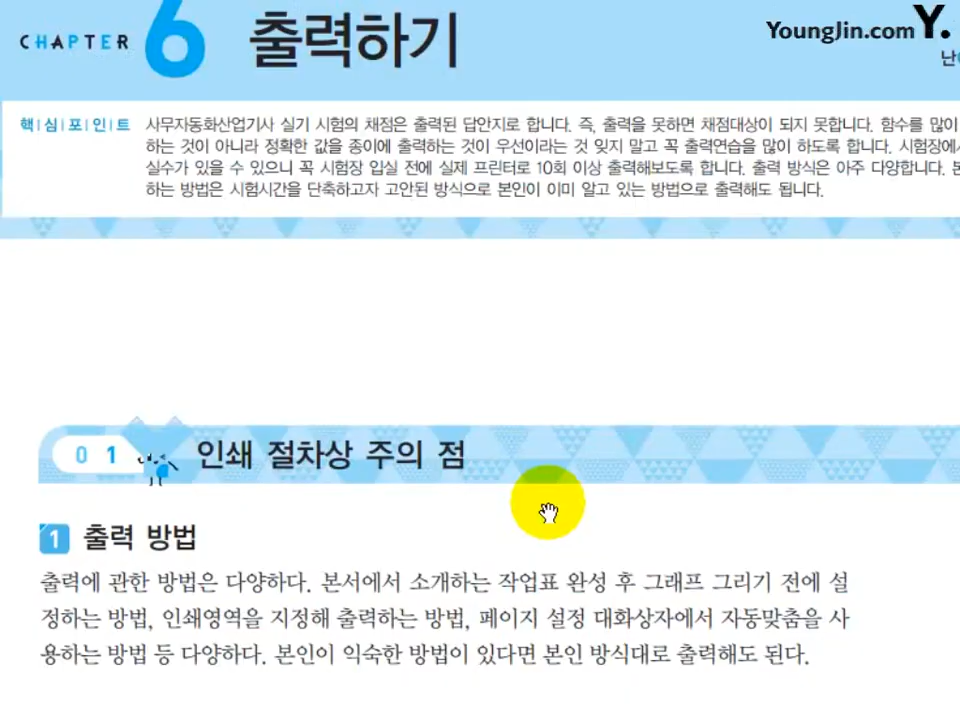 CHAPTER 6 출력하기
YoungJin.com Y.
난이
핵|심|포|인|트
사무자동화산업기사 실기 시험의 채점은 출력된 답안지로 합니다. 즉, 출력을 못하면 채점대상이 되지 못합니다. 함수를 많이
하는 것이 아니라 정확한 값을 종이에 출력하는 것이 우선이라는 것 잊지 말고 꼭 출력연습을 많이 하도록 합니다. 시험장에서
실수가 있을 수 있으니 꼭 시험장 입실 전에 실제 프린터로 10회 이상 출력해보도록 합니다. 출력 방식은 아주 다양합니다. 본
하는 방법은 시험시간을 단축하고자 고안된 방식으로 본인이 이미 알고 있는 방법으로 출력해도 됩니다.
01 인쇄 절차상 주의 점
1 출력 방법
출력에 관한 방법은 다양하다. 본서에서 소개하는 작업표 완성 후 그래프 그리기 전에 설
정하는 방법, 인쇄영역을 지정해 출력하는 방법, 페이지 설정 대화상자에서 자동맞춤을 사
용하는 방법 등 다양하다. 본인이 익숙한 방법이 있다면 본인 방식대로 출력해도 된다.